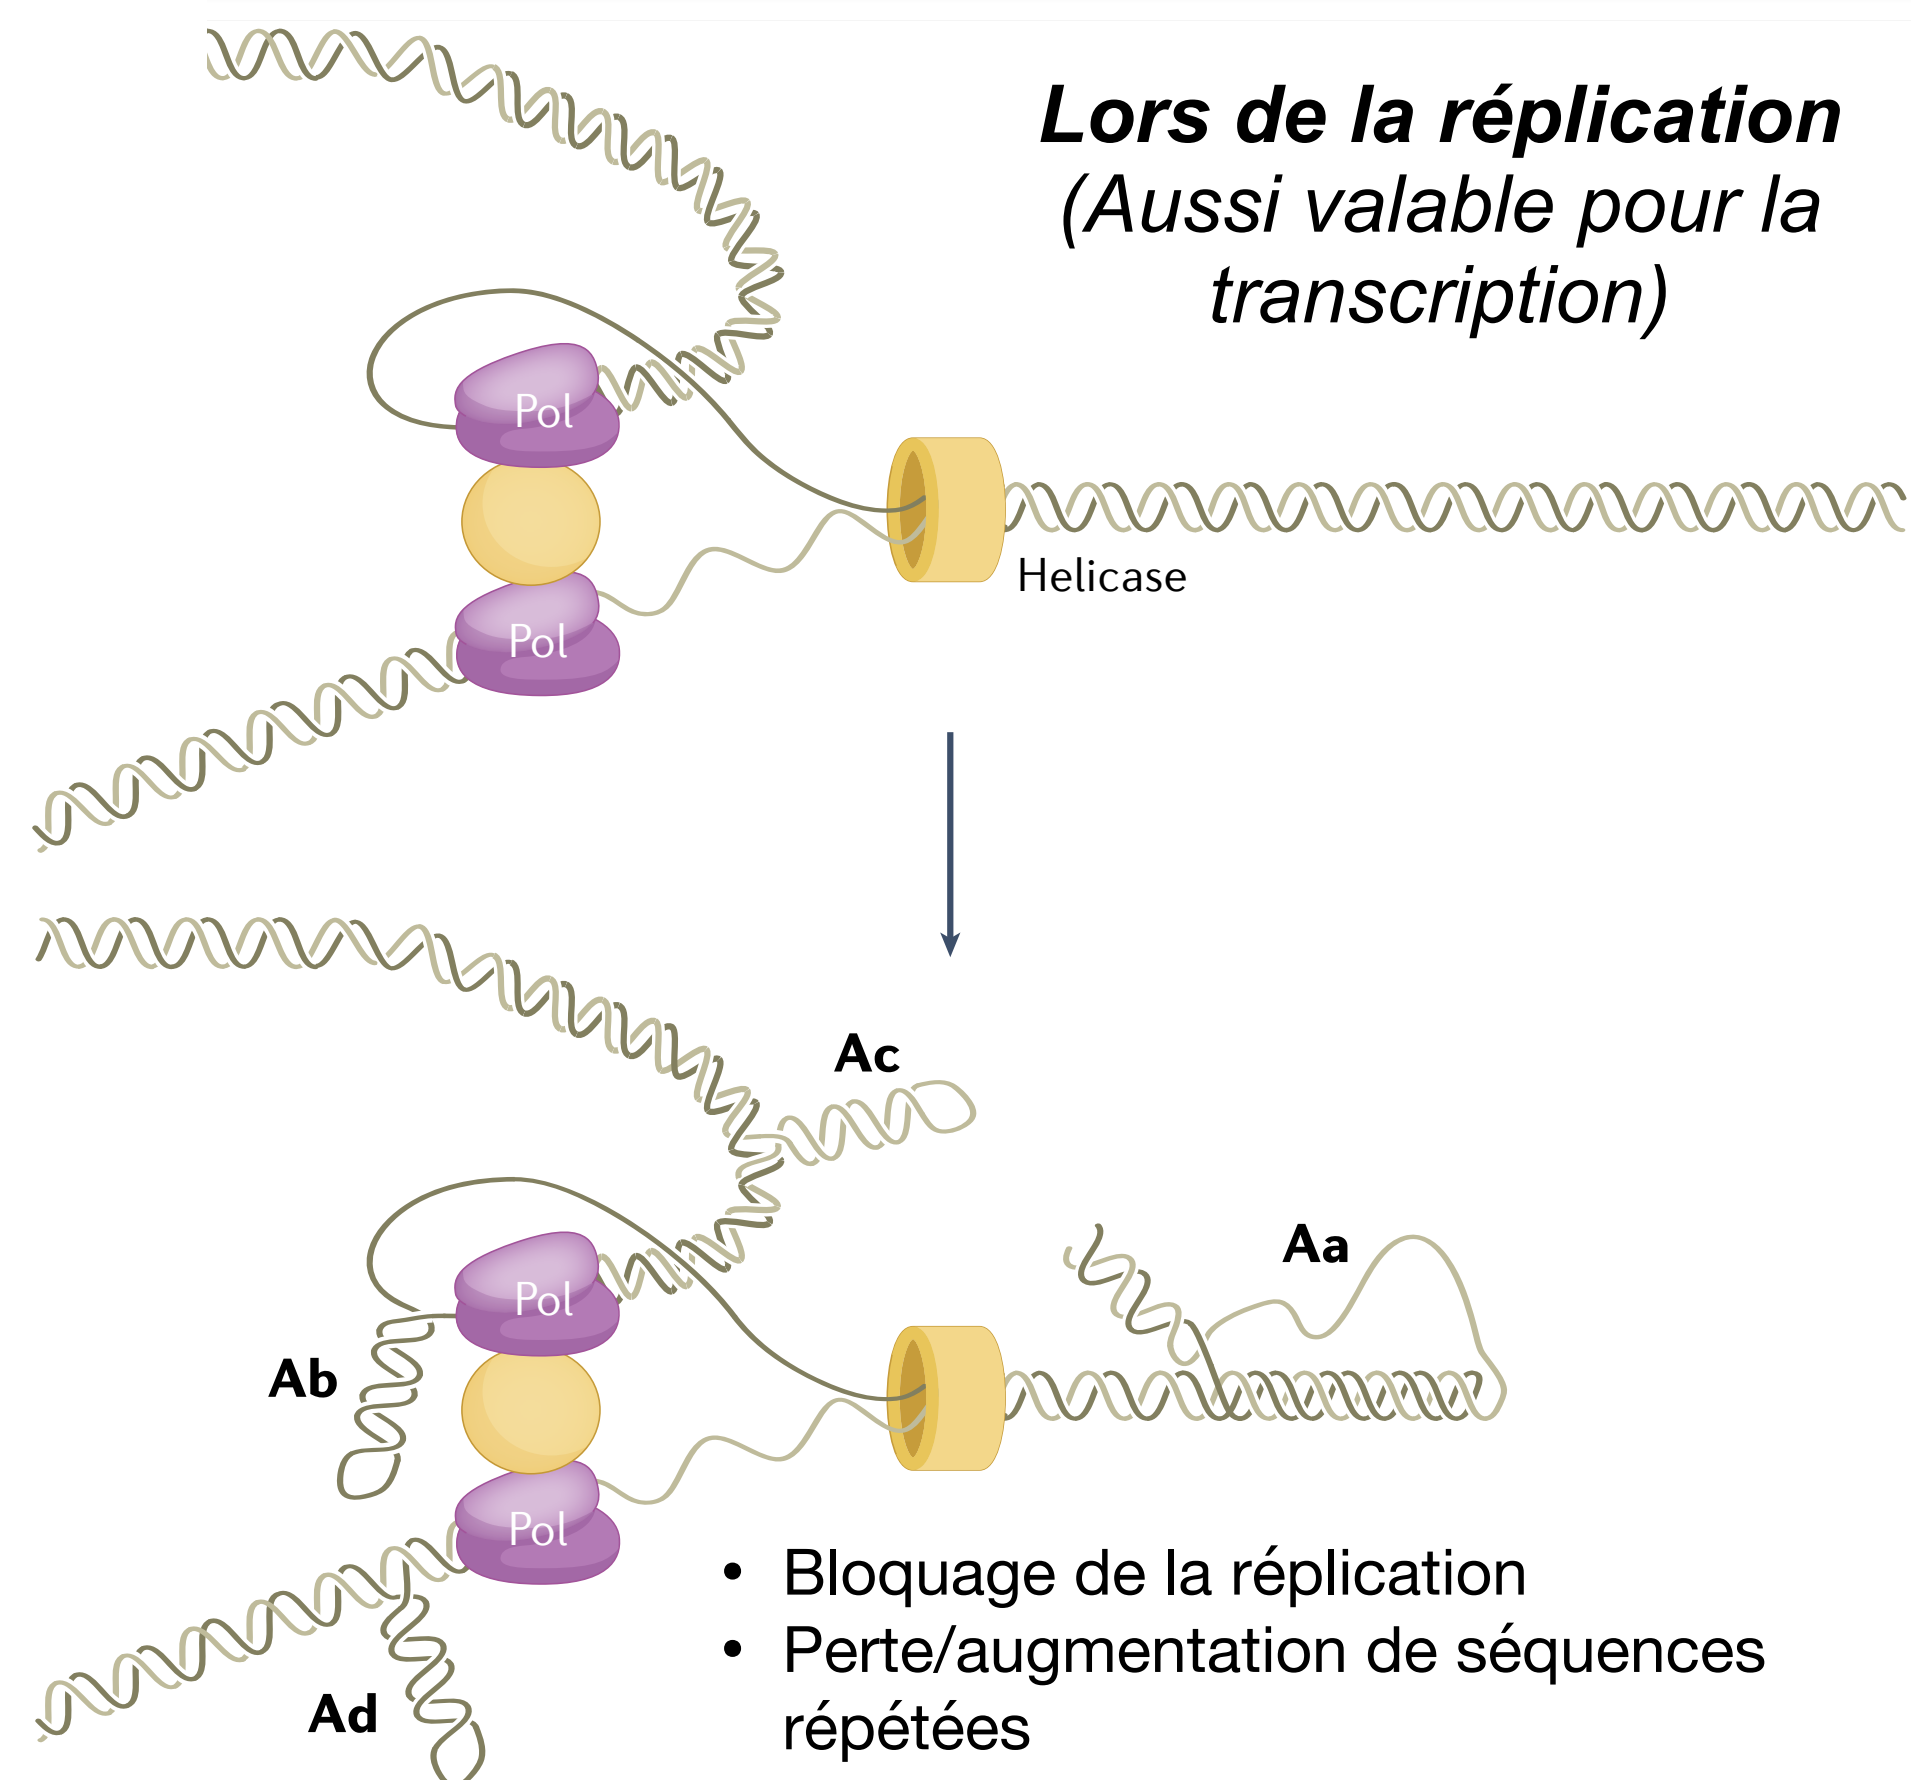 Lors de la réplication
(Aussi valable pour la
transcription)
Pol
Helicase
Pol
Ac
Aa
Pol
Ab
Pol
• Bloquage de la réplication
• Perte/augmentation de séquences
répétées
Ad